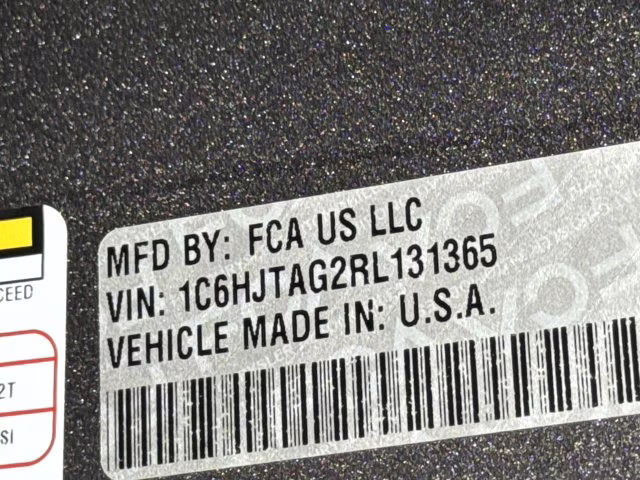 MFD BY: FCA US LLC
VIN: 1C6HJTAG2RL131365
VEHICLE MADE IN: U.S.A.
CEED
2T
SI